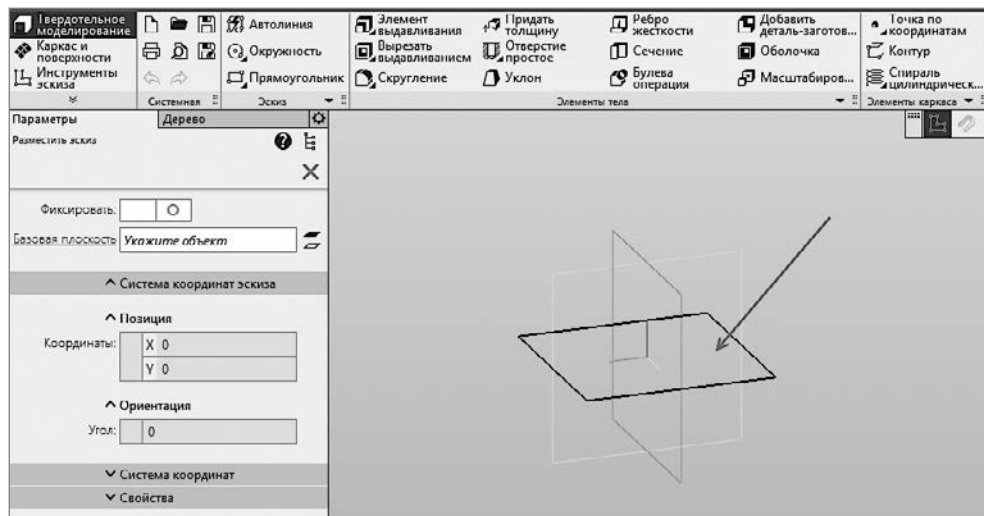 Твердотельное
моделирование
Каркас и
поверхности
Инструменты
эскиза
Системная
Автолиния
Окружность
Прямоугольник
Эскиз
Элемент
выдавливания
Вырезать
выдавливанием
Скругление
Придать
толщину
Отверстие
простое
Уклон
Ребро
жесткости
Сечение
Булева
операция
Добавить
деталь-заготов...
Оболочка
Масштабиров...
Элементы тела
Точка по
координатам
Контур
Спираль
цилиндрическ...
Элементы каркаса
Параметры
Дерево
Разместить эскиз
Фиксировать:
Базовая плоскость
Укажите объект
Система координат эскиза
Позиция
Координаты:
X 0
Y 0
Ориентация
Угол:
0
Система координат
Свойства